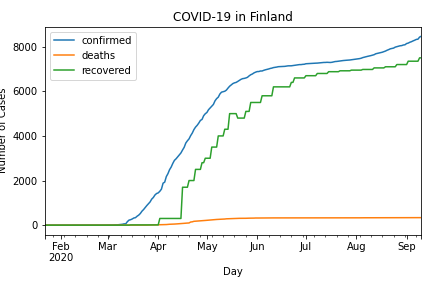 COVID-19 in Finland
confirmed
deaths
recovered
8000
6000
4000
2000
0
Number of Cases
Feb Mar Apr May Jun Jul Aug Sep
2020
Day